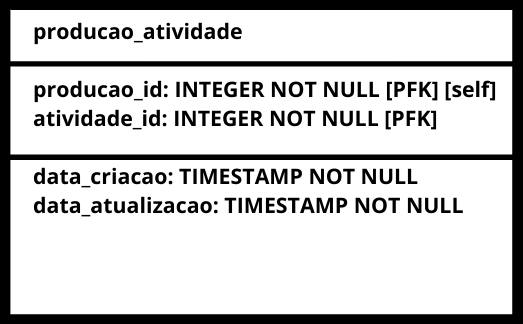 producao_atividade
producao_id: INTEGER NOT NULL [PFK] [self]
atividade_id: INTEGER NOT NULL [PFK]
data_criacao: TIMESTAMP NOT NULL
data_atualizacao: TIMESTAMP NOT NULL